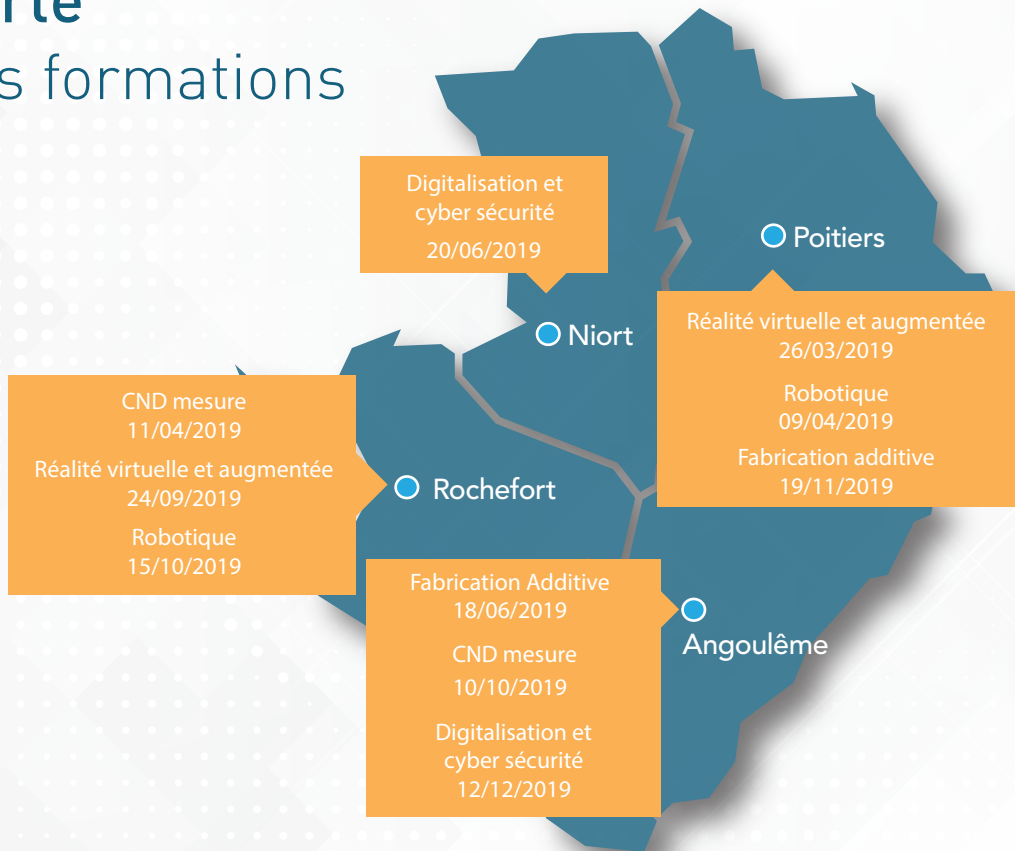 formations
Digitalisation et
cyber sécurité
20/06/2019
Poitiers
Réalité virtuelle et augmentée
26/03/2019
Robotique
09/04/2019
Fabrication additive
19/11/2019
Niort
CND mesure
11/04/2019
Réalité virtuelle et augmentée
24/09/2019
Robotique
15/10/2019
Rochefort
Fabrication Additive
18/06/2019
CND mesure
10/10/2019
Digitalisation et
cyber sécurité
12/12/2019
Angoulême